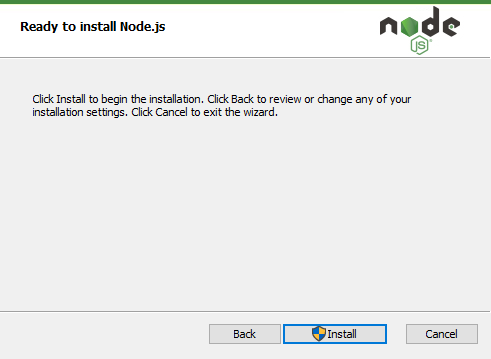 Ready to install Node.js
node
JS
Click Install to begin the installation. Click Back to review or change any of your
installation settings. Click Cancel to exit the wizard.
Back
Install
Cancel